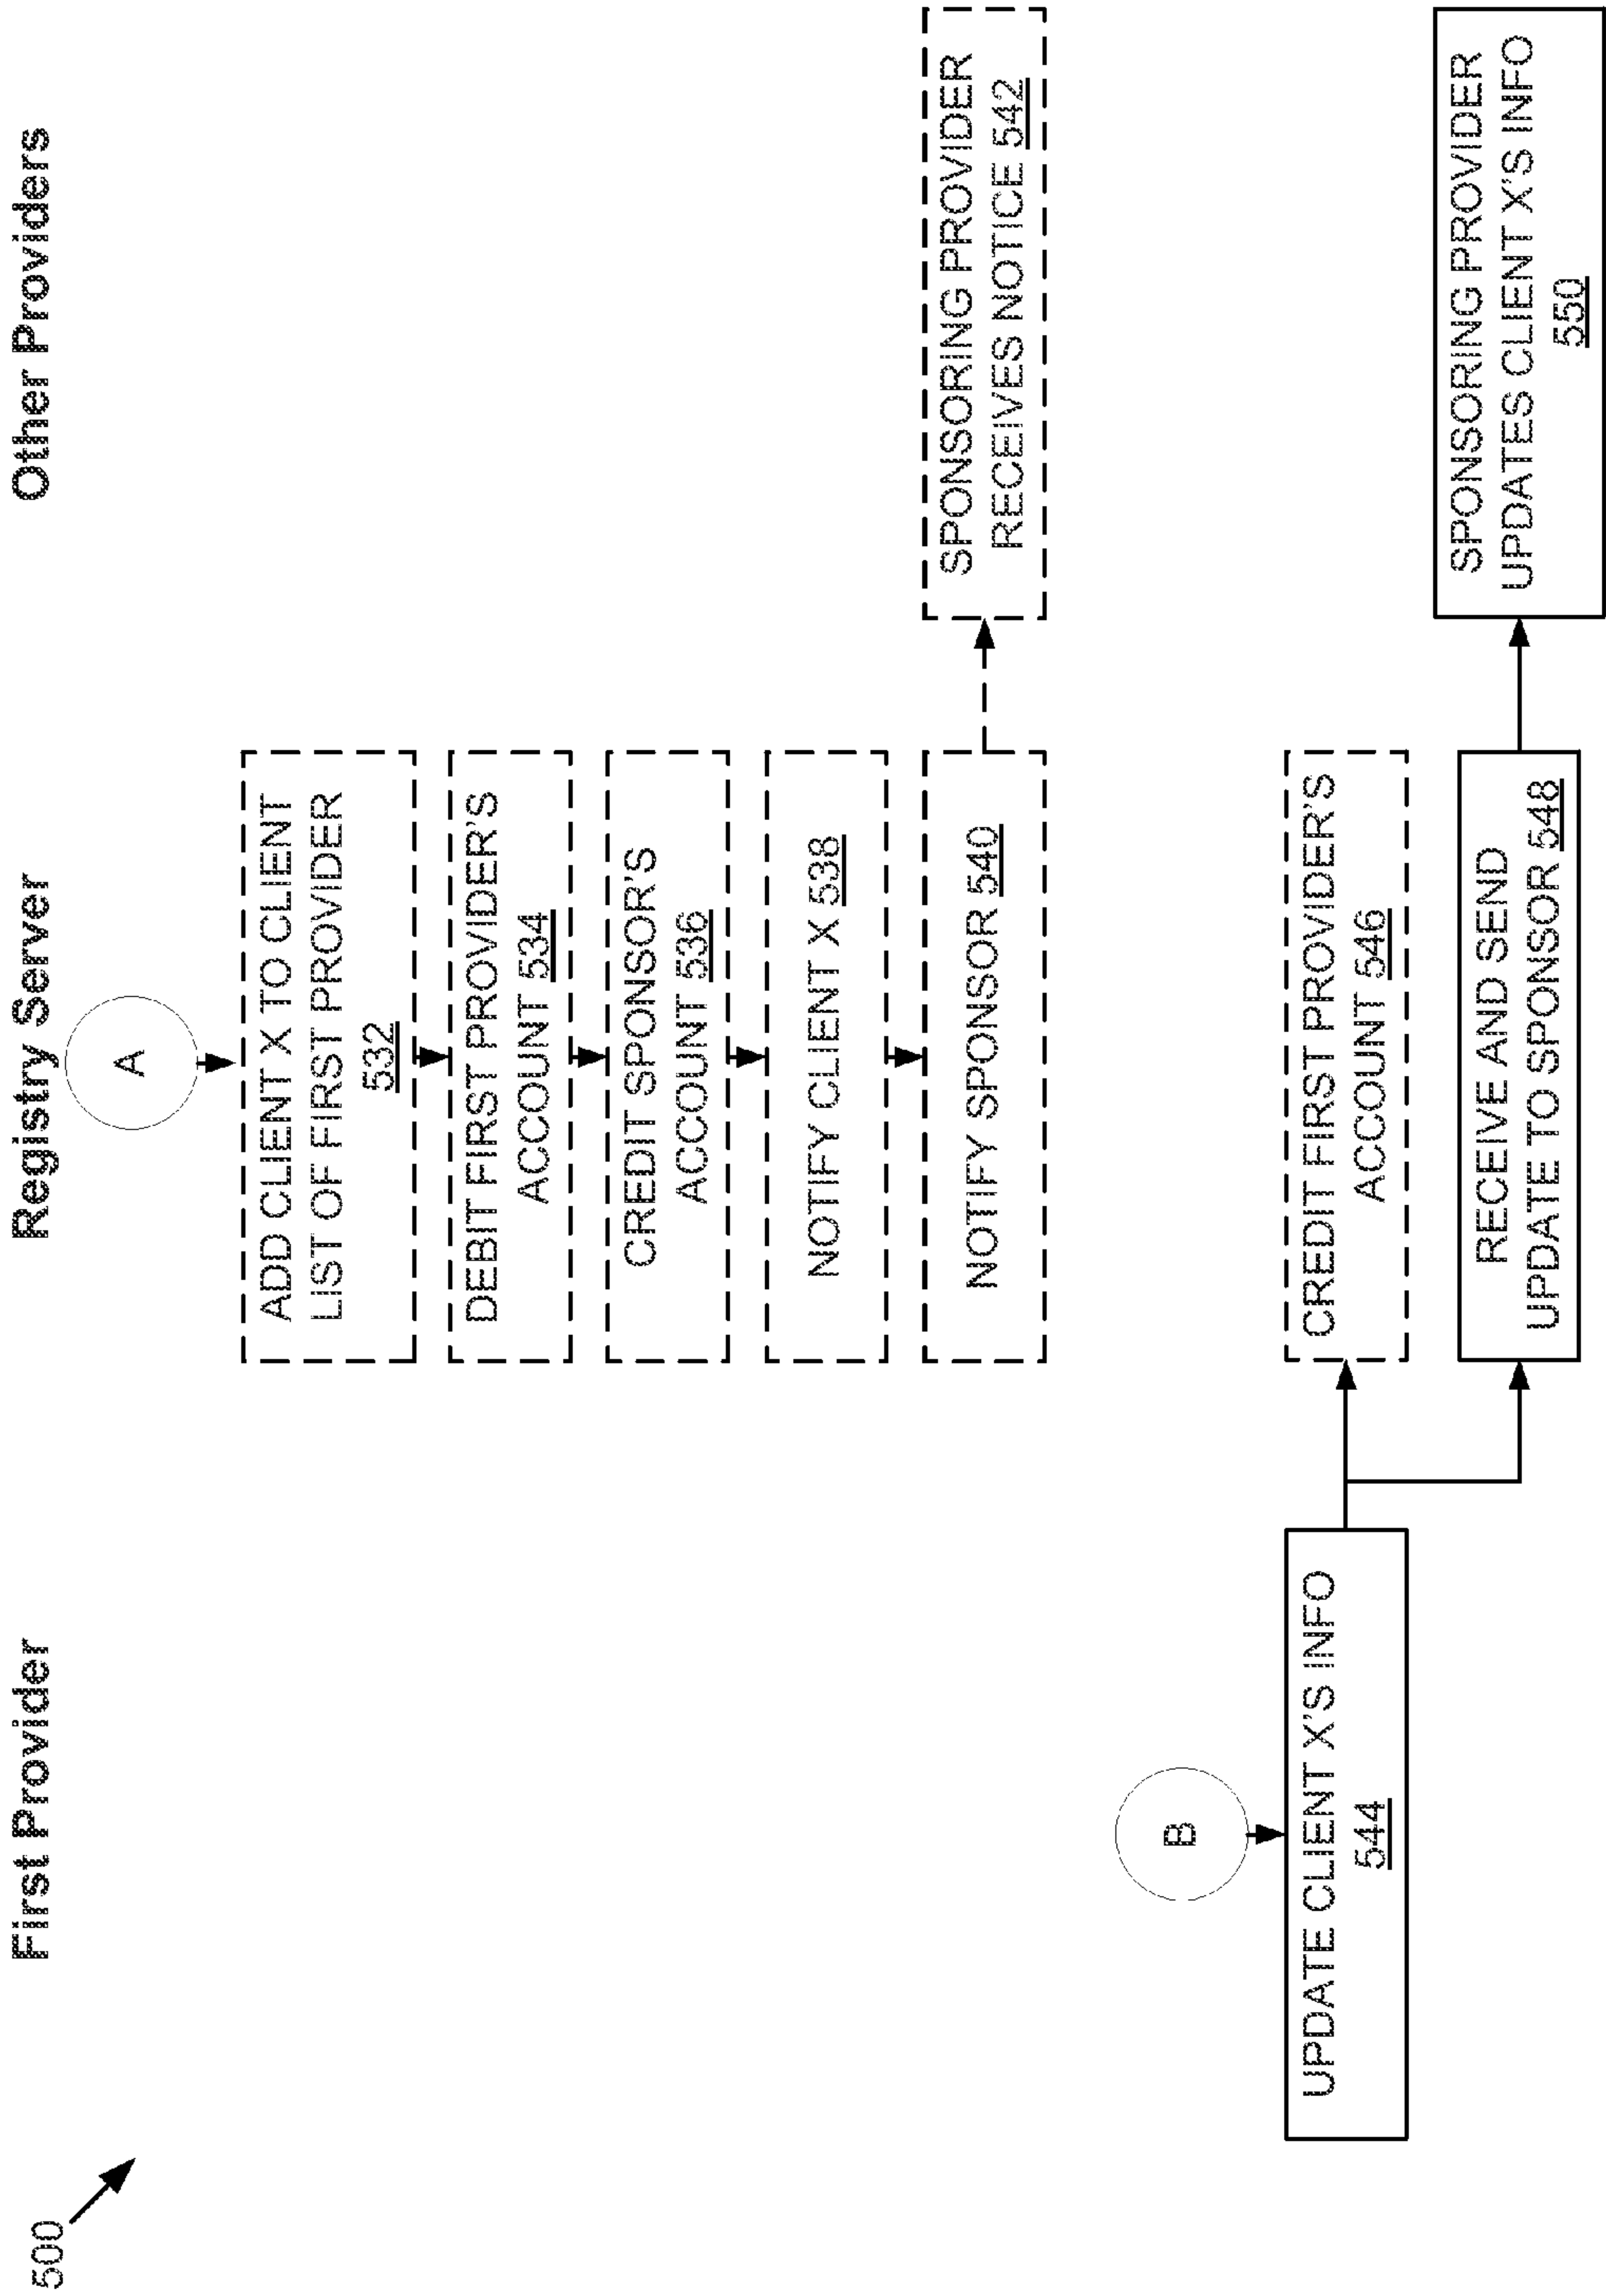 500
First Provider
Registry Server
Other Providers
A
ADD CLIENT X TO CLIENT
LIST OF FIRST PROVIDER
532
DEBIT FIRST PROVIDER'S
ACCOUNT 534
CREDIT SPONSOR'S
ACCOUNT 536
NOTIFY CLIENT X 538
NOTIFY SPONSOR 540
SPONSORING PROVIDER
RECEIVES NOTICE 542
B
UPDATE CLIENT X'S INFO
544
CREDIT FIRST PROVIDER'S
ACCOUNT 546
RECEIVE AND SEND
UPDATE TO SPONSOR 548
SPONSORING PROVIDER
UPDATES CLIENT X'S INFO
550